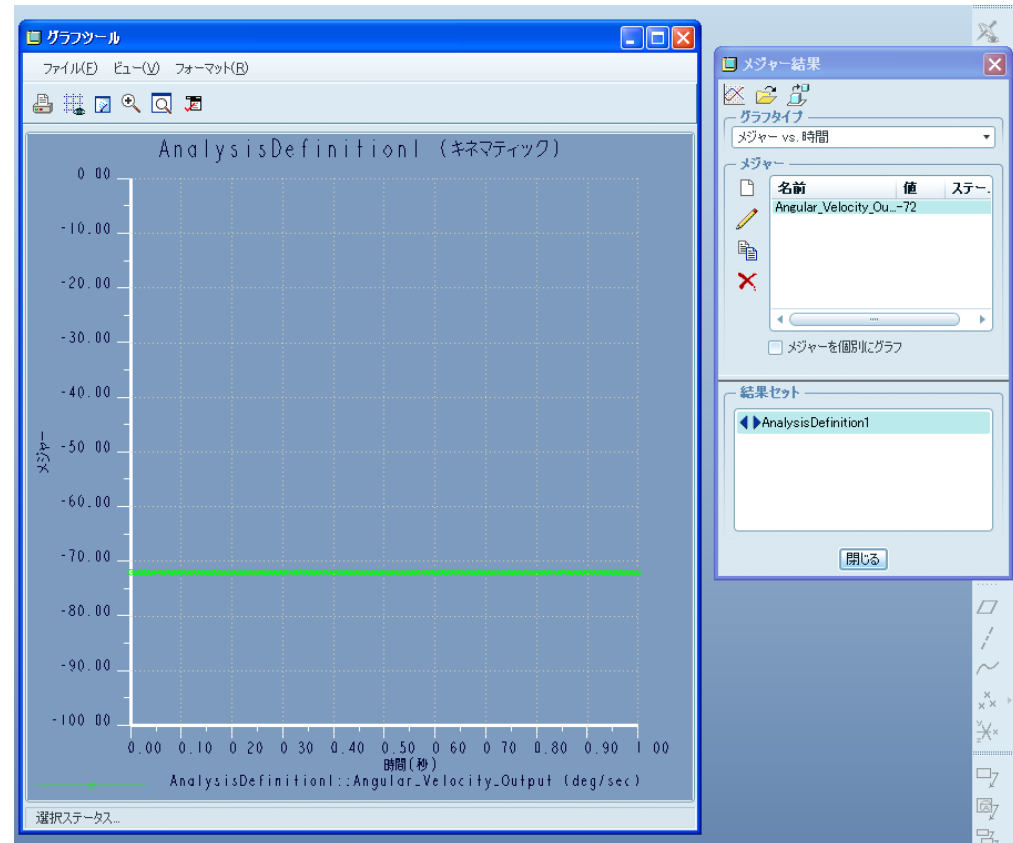 グラフツール
ファイル(F) ビュー(V) フォーマット(R)
AnalysisDefinition1 (キネマティック)
0.00
-10.00
-20.00
-30.00
-40.00
-50.00
-60.00
-70.00
-80.00
-90.00
-100.00
メジャー
0.00 0.10 0.20 0.30 0.40 0.50 0.60 0.70 0.80 0.90 1.00
時間(秒)
AnalysisDefinition1::Angular_Velocity_Output (deg/sec)
選択ステータス...
メジャー結果
グラフタイプ
メジャー vs. 時間
メジャー
名前 値 ステー.
Angular_Velocity_Ou...-72
メジャーを個別にグラフ
結果セット
AnalysisDefinition1
閉じる